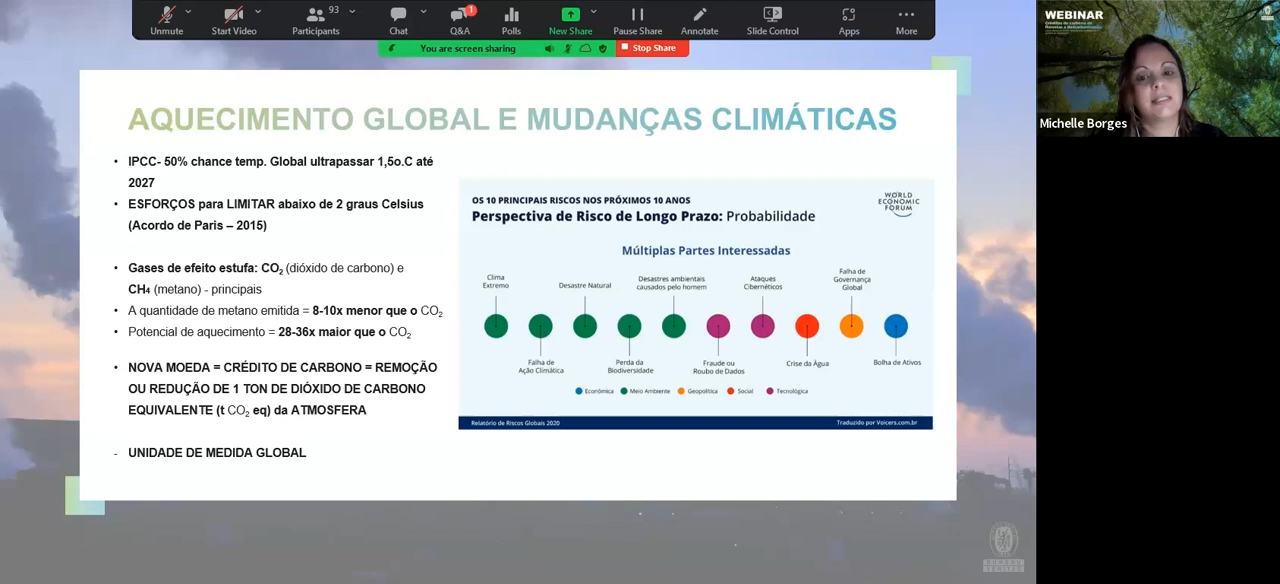 93
1
Unmute
Start Video
Participants
Chat
Q&A
Polls
New Share
Pause Share
Annotate
Slide Control
Apps
More
You are screen sharing
Stop Share
WEBINAR
Michelle Borges
AQUECIMENTO GLOBAL E MUDANÇAS CLIMÁTICAS
• IPCC- 50% chance temp. Global ultrapassar 1,5o.C até
2027
• ESFORÇOS para LIMITAR abaixo de 2 graus Celsius
(Acordo de Paris – 2015)
• Gases de efeito estufa: CO₂ (dióxido de carbono) e
CH₄ (metano) - principais
• A quantidade de metano emitida = 8-10x menor que o CO₂
• Potencial de aquecimento = 28-36x maior que o CO₂
• NOVA MOEDA = CRÉDITO DE CARBONO = REMOÇÃO
OU REDUÇÃO DE 1 TON DE DIÓXIDO DE CARBONO
EQUIVALENTE (t CO₂ eq) da ATMOSFERA
- UNIDADE DE MEDIDA GLOBAL
OS 10 PRINCIPAIS RISCOS NOS PRÓXIMOS 10 ANOS
Perspectiva de Risco de Longo Prazo: Probabilidade
WORLD
ECONOMIC
FORUM
Múltiplas Partes Interessadas
Clima
Extremo
Desastre Natural
Desastres ambientais
causados pelo homem
Ataques
Cibernéticos
Falha de
Governança
Global
Falha de
Ação Climática
Perda da
Biodiversidade
Fraude ou
Roubo de Dados
Crise da Água
Bolha de Ativos
Econômica
Meio Ambiente
Geopolítica
Social
Tecnológica
Relatório de Riscos Globais 2020
Traduzido por Voicers.com.br
BUREAU
VERITAS